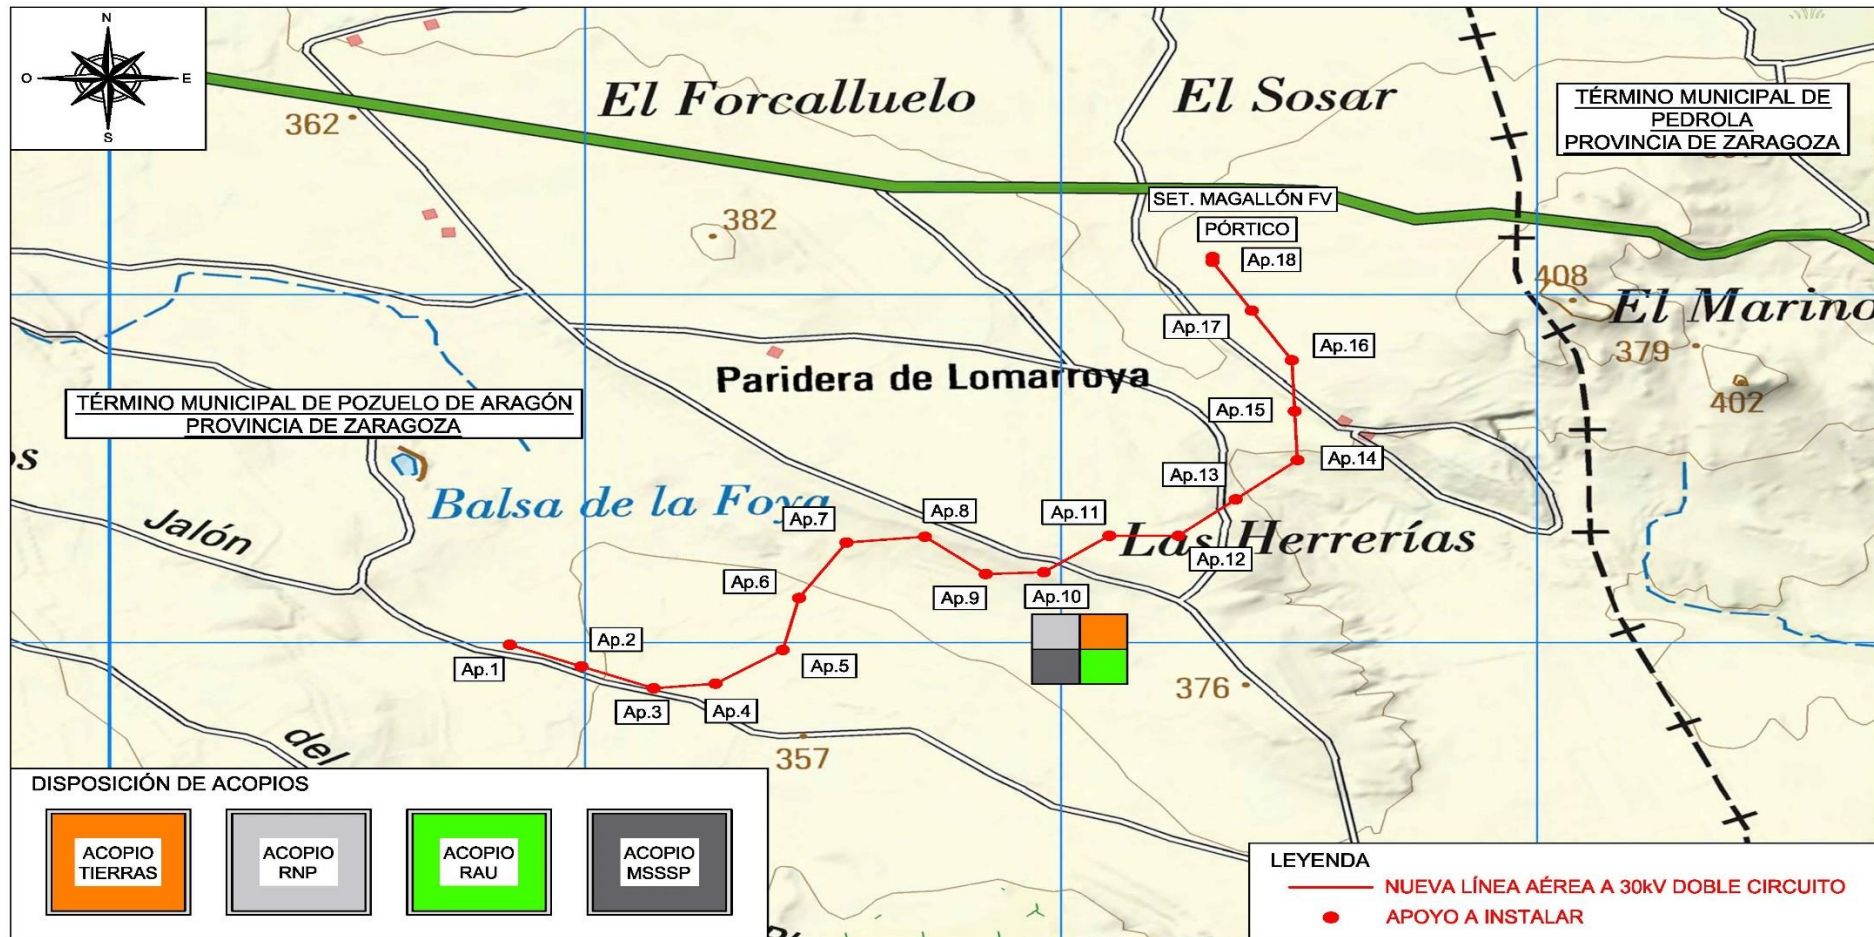 N
O
E
S
El Forcalluelo
El Sosar
TÉRMINO MUNICIPAL DE
PEDROLA
PROVINCIA DE ZARAGOZA
362
382
SET. MAGALLÓN FV
PÓRTICO
Ap.18
408
El Marino
Ap.17
Ap.16
379
402
Paridera de Lomarroya
TÉRMINO MUNICIPAL DE POZUELO DE ARAGÓN
PROVINCIA DE ZARAGOZA
Ap.15
os
Ap.14
Ap.13
Balsa de la Foya
Jalón
Ap.7
Ap.8
Ap.11
Las Herrerías
Ap.12
Ap.6
Ap.9
Ap.10
Ap.2
Ap.1
Ap.5
376
Ap.3
Ap.4
del
357
DISPOSICIÓN DE ACOPIOS
ACOPIO
TIERRAS
ACOPIO
RNP
ACOPIO
RAU
ACOPIO
MSSSP
LEYENDA
NUEVA LÍNEA AÉREA A 30kV DOBLE CIRCUITO
APOYO A INSTALAR